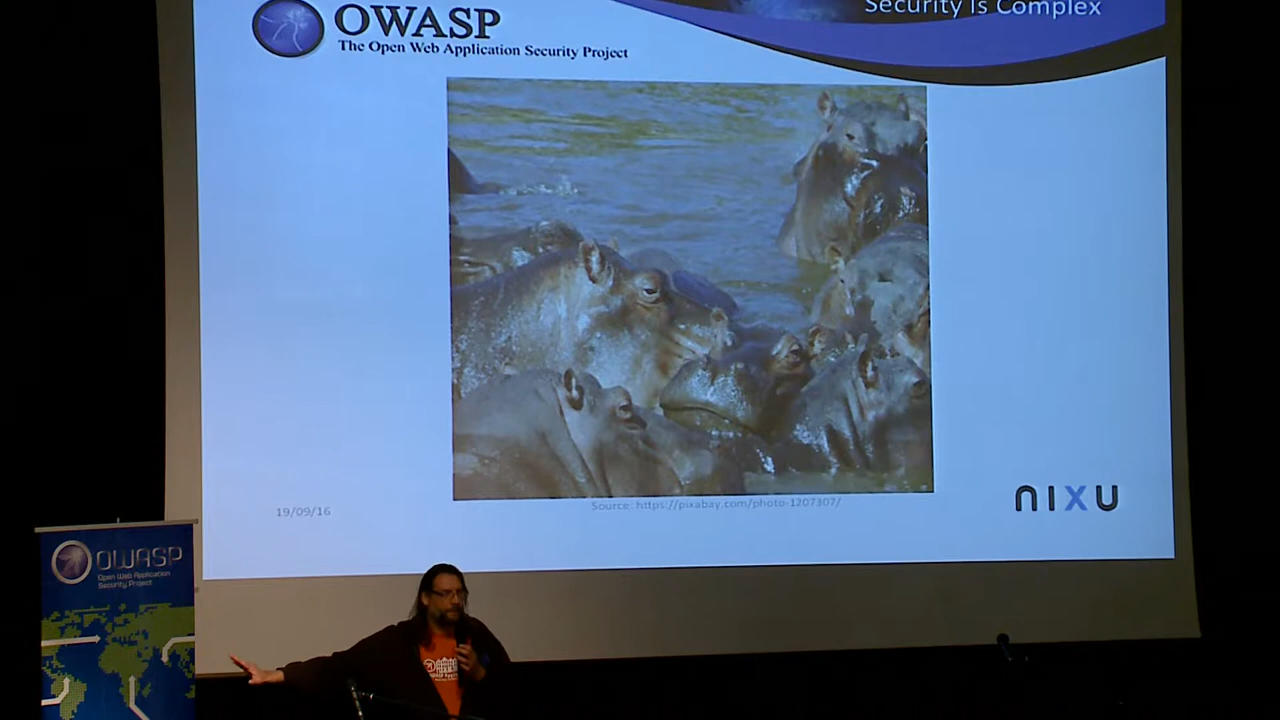 Security Is Complex
OWASP
The Open Web Application Security Project
Source: https://pixabay.com/photo-1207307/
19/09/16
NIXU
OWASP
Open Web Application
Security Project